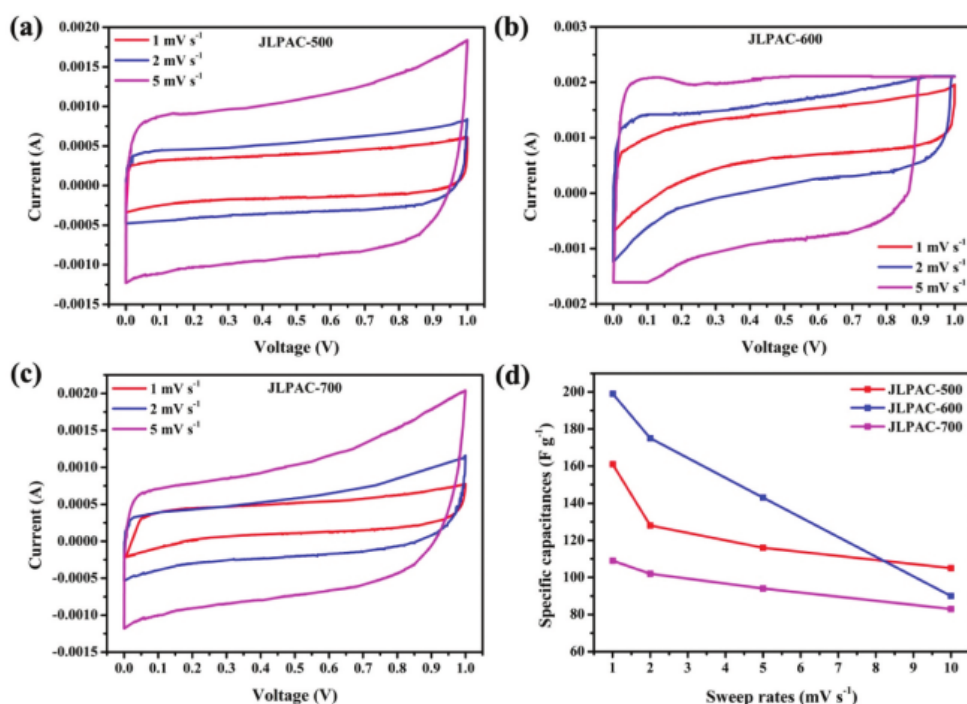 (a)
JLPAC-500
1 mV s⁻¹
2 mV s⁻¹
5 mV s⁻¹
0.0020
0.0015
0.0010
0.0005
0.0000
-0.0005
-0.0010
-0.0015
Current (A)
0.0 0.1 0.2 0.3 0.4 0.5 0.6 0.7 0.8 0.9 1.0
Voltage (V)
(b)
JLPAC-600
0.003
0.002
0.001
0.000
-0.001
-0.002
Current (A)
1 mV s⁻¹
2 mV s⁻¹
5 mV s⁻¹
0.0 0.1 0.2 0.3 0.4 0.5 0.6 0.7 0.8 0.9 1.0
Voltage (V)
(c)
JLPAC-700
1 mV s⁻¹
2 mV s⁻¹
5 mV s⁻¹
0.0020
0.0015
0.0010
0.0005
0.0000
-0.0005
-0.0010
-0.0015
Current (A)
0.0 0.1 0.2 0.3 0.4 0.5 0.6 0.7 0.8 0.9 1.0
Voltage (V)
(d)
JLPAC-500
JLPAC-600
JLPAC-700
200
180
160
140
120
100
80
60
Specific capacitances (F g⁻¹)
1 2 3 4 5 6 7 8 9 10
Sweep rates (mV s⁻¹)